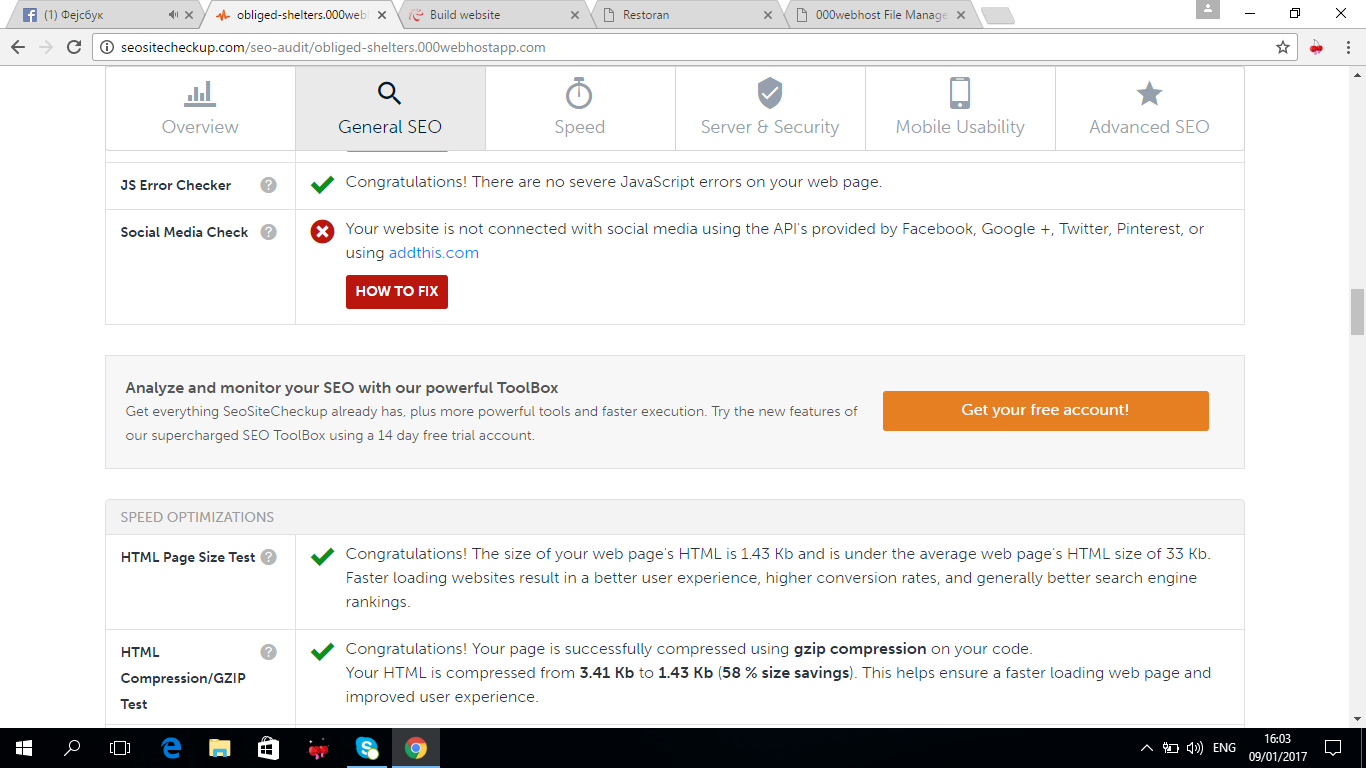 (1) Фејсбук
obliged-shelters.000web
Build website
Restoran
000webhost File Manage
seositecheckup.com/seo-audit/obliged-shelters.000webhostapp.com
Overview
General SEO
Speed
Server & Security
Mobile Usability
Advanced SEO
JS Error Checker
?
Congratulations! There are no severe JavaScript errors on your web page.
Social Media Check
?
Your website is not connected with social media using the API's provided by Facebook, Google +, Twitter, Pinterest, or
using addthis.com
HOW TO FIX
Analyze and monitor your SEO with our powerful ToolBox
Get everything SeoSiteCheckup already has, plus more powerful tools and faster execution. Try the new features of
our supercharged SEO ToolBox using a 14 day free trial account.
Get your free account!
SPEED OPTIMIZATIONS
HTML Page Size Test
?
Congratulations! The size of your web page's HTML is 1.43 Kb and is under the average web page's HTML size of 33 Kb.
Faster loading websites result in a better user experience, higher conversion rates, and generally better search engine
rankings.
HTML
Compression/GZIP
Test
?
Congratulations! Your page is successfully compressed using gzip compression on your code.
Your HTML is compressed from 3.41 Kb to 1.43 Kb (58 % size savings). This helps ensure a faster loading web page and
improved user experience.
ENG
16:03
09/01/2017